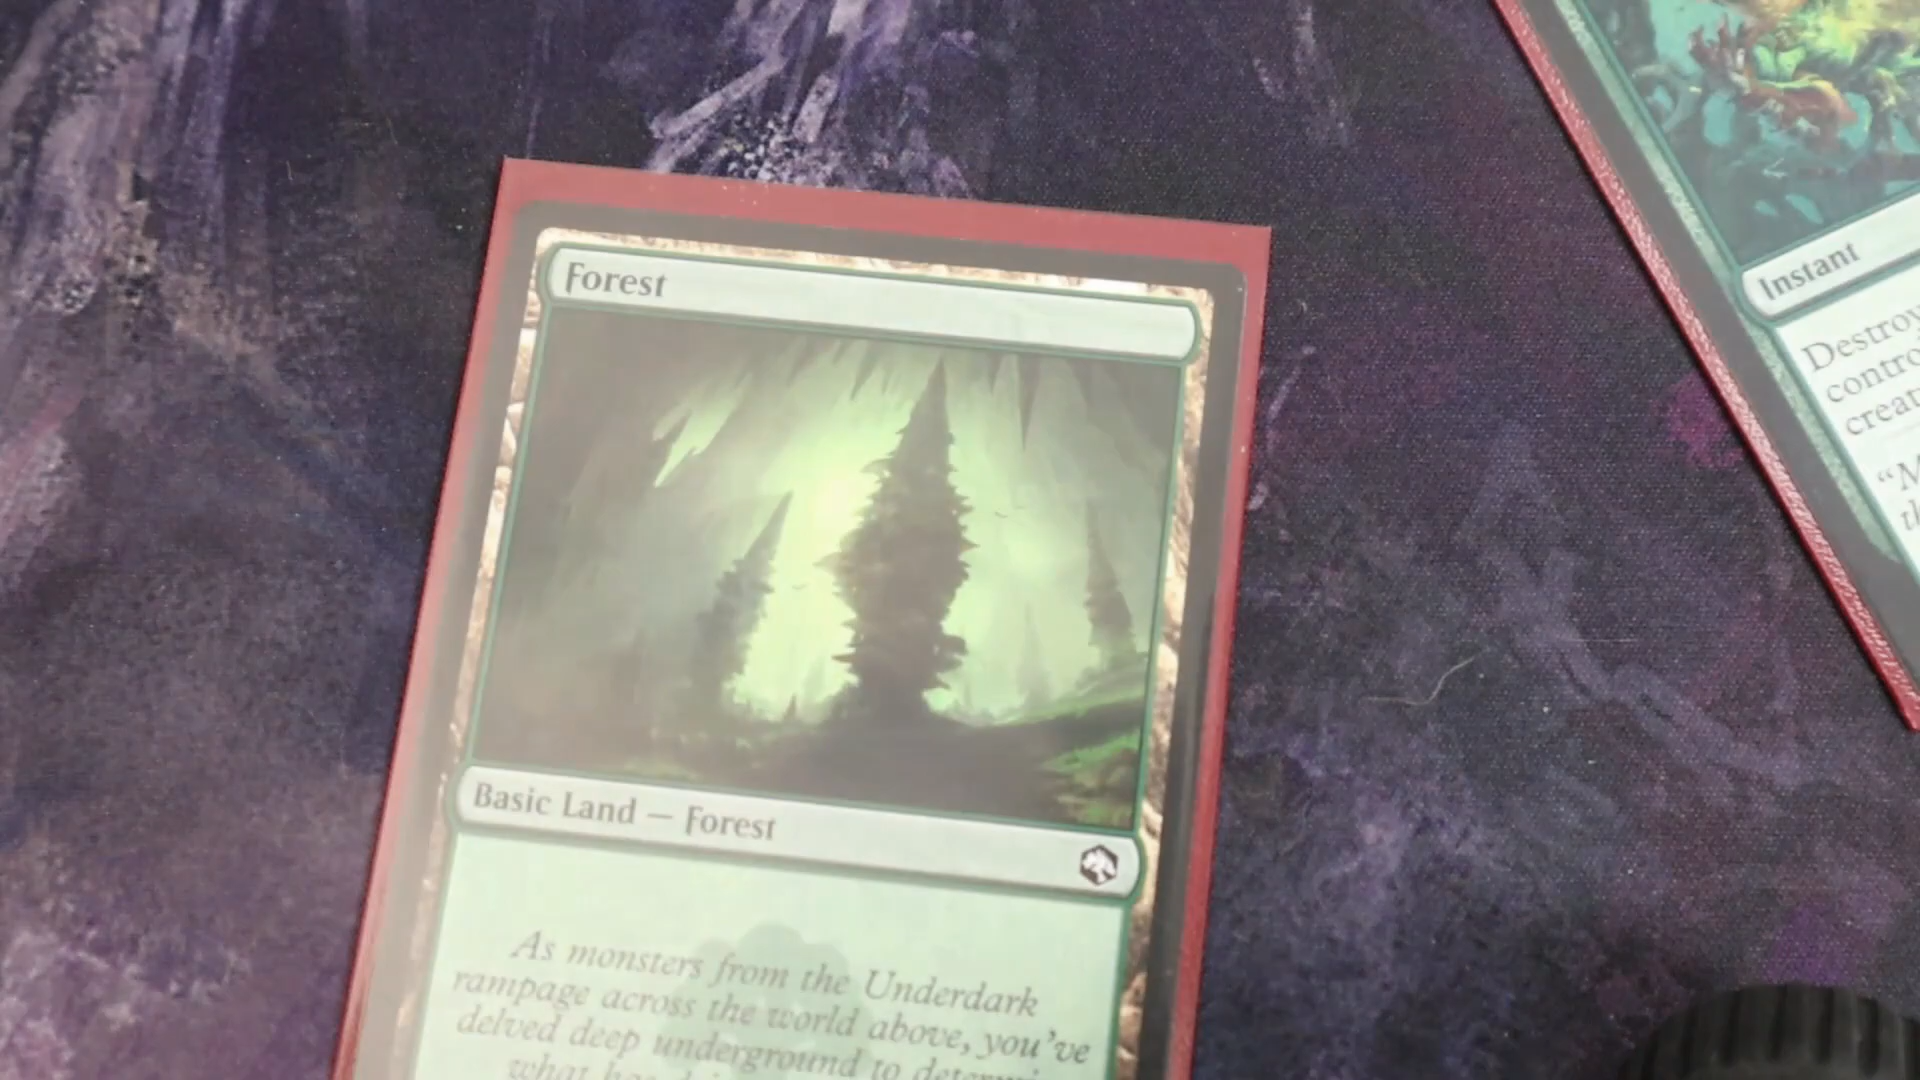 Forest
Basic Land — Forest
As monsters from the Underdark
rampage across the world above, you've
delved deep underground to
what
Instant
Destroy
"M